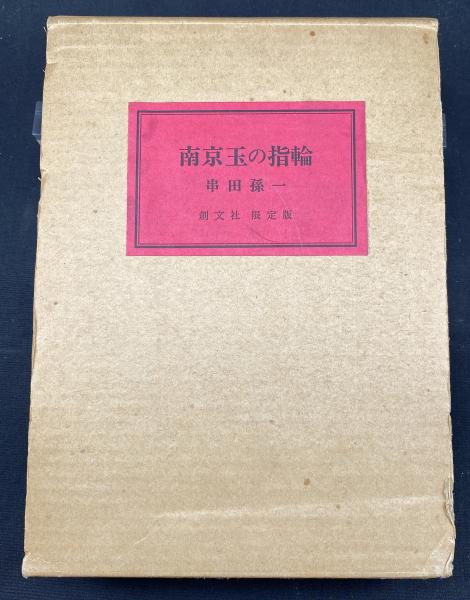 南京玉の指輪
串田孫一
創文社 限定版